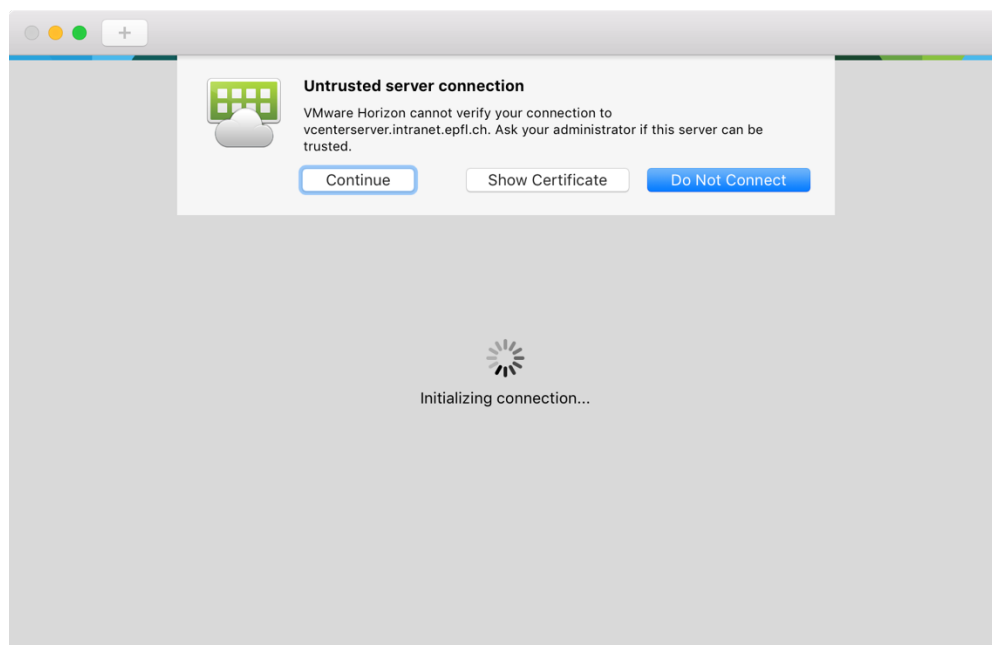 Untrusted server connection
VMware Horizon cannot verify your connection to
vcenterserver.intranet.epfl.ch. Ask your administrator if this server can be
trusted.
Continue Show Certificate Do Not Connect
Initializing connection...